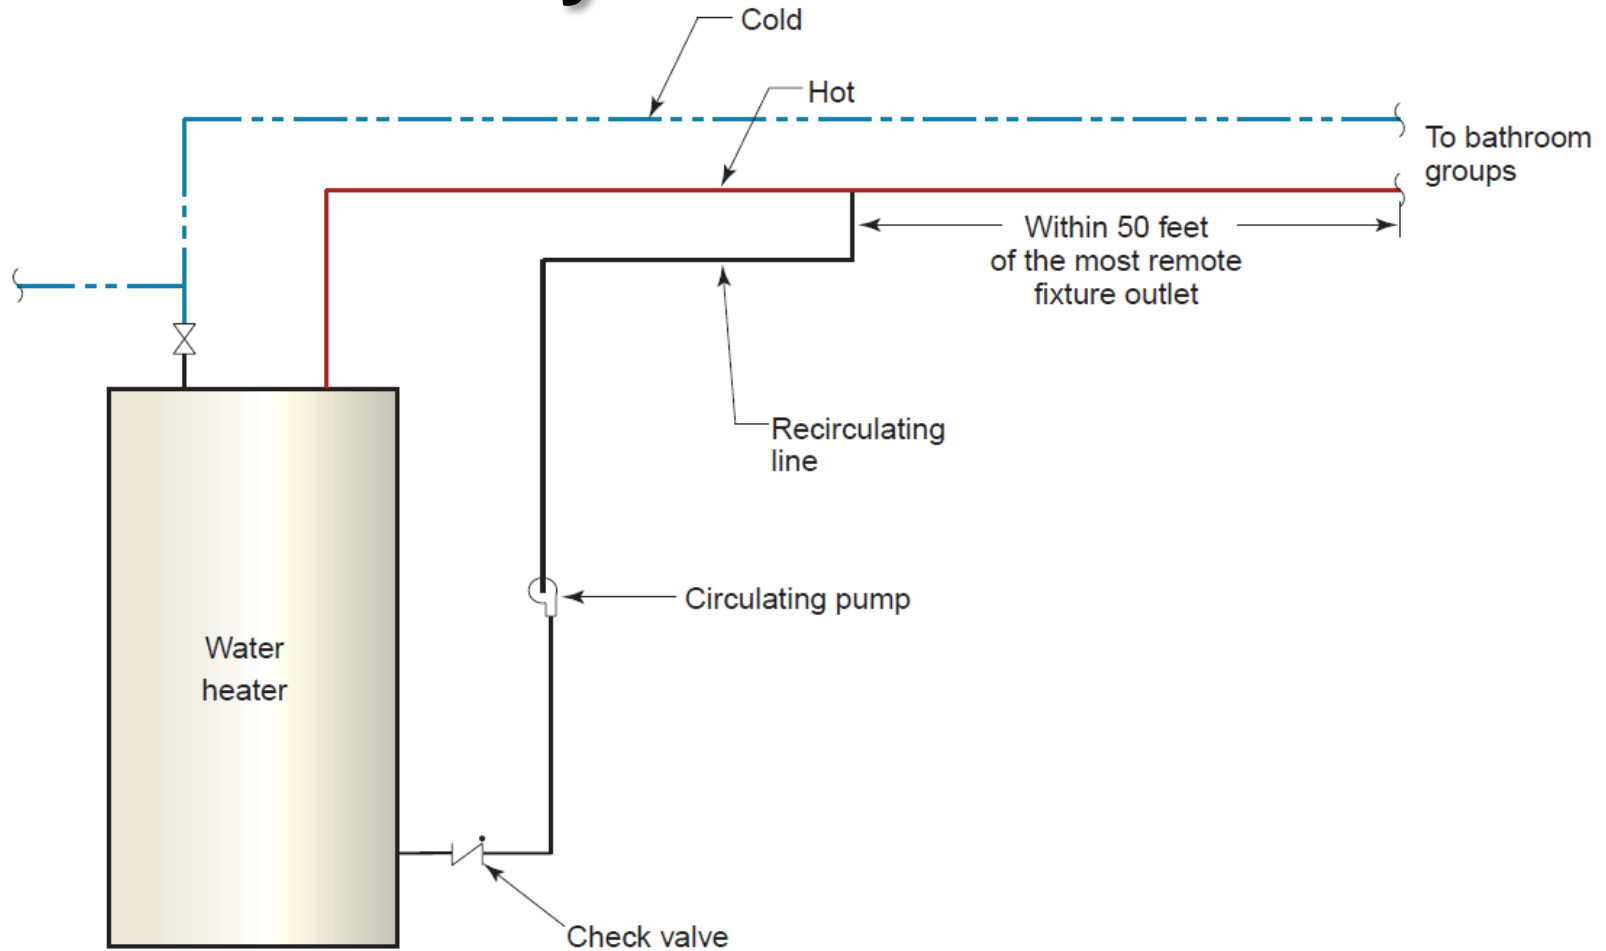 Cold
Hot
To bathroom
groups
Within 50 feet
of the most remote
fixture outlet
Recirculating
line
Circulating pump
Water
heater
Check valve